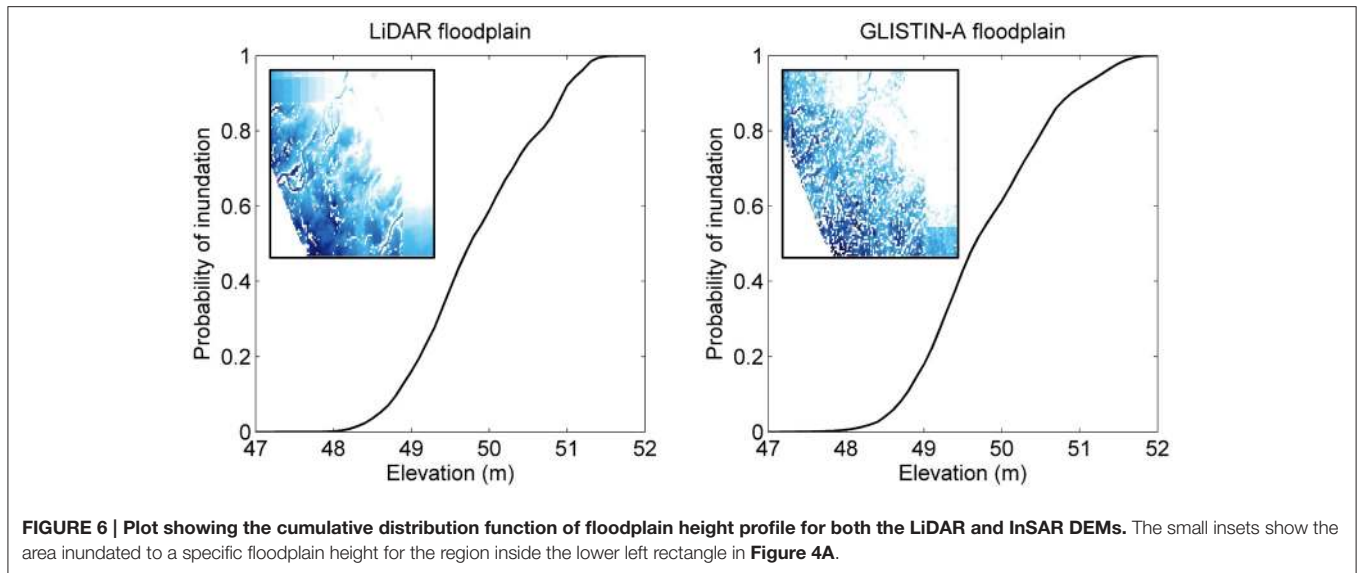 LiDAR floodplain
1
0.8
0.6
0.4
0.2
0
Probability of inundation
47 48 49 50 51 52
Elevation (m)
GLISTIN-A floodplain
1
0.8
0.6
0.4
0.2
0
Probability of inundation
47 48 49 50 51 52
Elevation (m)
FIGURE 6 | Plot showing the cumulative distribution function of floodplain height profile for both the LiDAR and InSAR DEMs. The small insets show the
area inundated to a specific floodplain height for the region inside the lower left rectangle in Figure 4A.